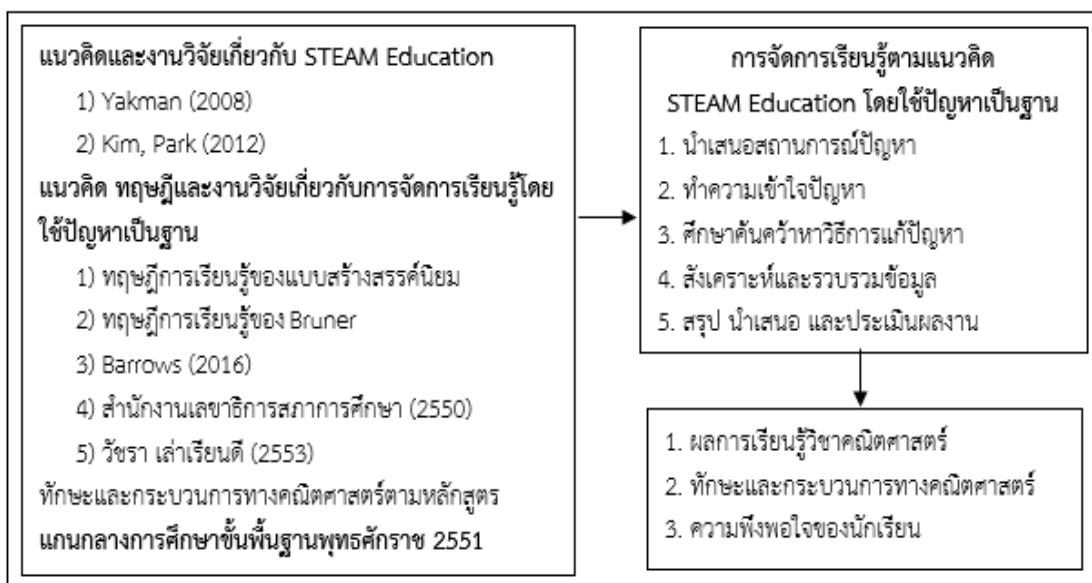 แนวคิดและงานวิจัยเกี่ยวกับ STEAM Education
1) Yakman (2008)
2) Kim, Park (2012)
แนวคิด ทฤษฎีและงานวิจัยเกี่ยวกับการจัดการเรียนรู้โดย
ใช้ปัญหาเป็นฐาน
1) ทฤษฎีการเรียนรู้ของแบบสร้างสรรค์นิยม
2) ทฤษฎีการเรียนรู้ของ Bruner
3) Barrows (2016)
4) สำนักงานเลขาธิการสภาการศึกษา (2550)
5) วัชรา เล่าเรียนดี (2553)
ทักษะและกระบวนการทางคณิตศาสตร์ตามหลักสูตร
แกนกลางการศึกษาขั้นพื้นฐานพุทธศักราช 2551
การจัดการเรียนรู้ตามแนวคิด
STEAM Education โดยใช้ปัญหาเป็นฐาน
1. นำเสนอสถานการณ์ปัญหา
2. ทำความเข้าใจปัญหา
3. ศึกษาค้นคว้าหาวิธีการแก้ปัญหา
4. สังเคราะห์และรวบรวมข้อมูล
5. สรุป นำเสนอ และประเมินผลงาน
1. ผลการเรียนรู้วิชาคณิตศาสตร์
2. ทักษะและกระบวนการทางคณิตศาสตร์
3. ความพึงพอใจของนักเรียน